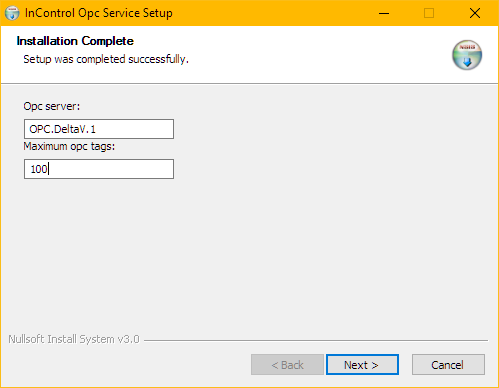 InControl Opc Service Setup
Installation Complete
Setup was completed successfully.
Opc server:
OPC.DeltaV.1
Maximum opc tags:
100
Nullsoft Install System v3.0
< Back
Next >
Cancel